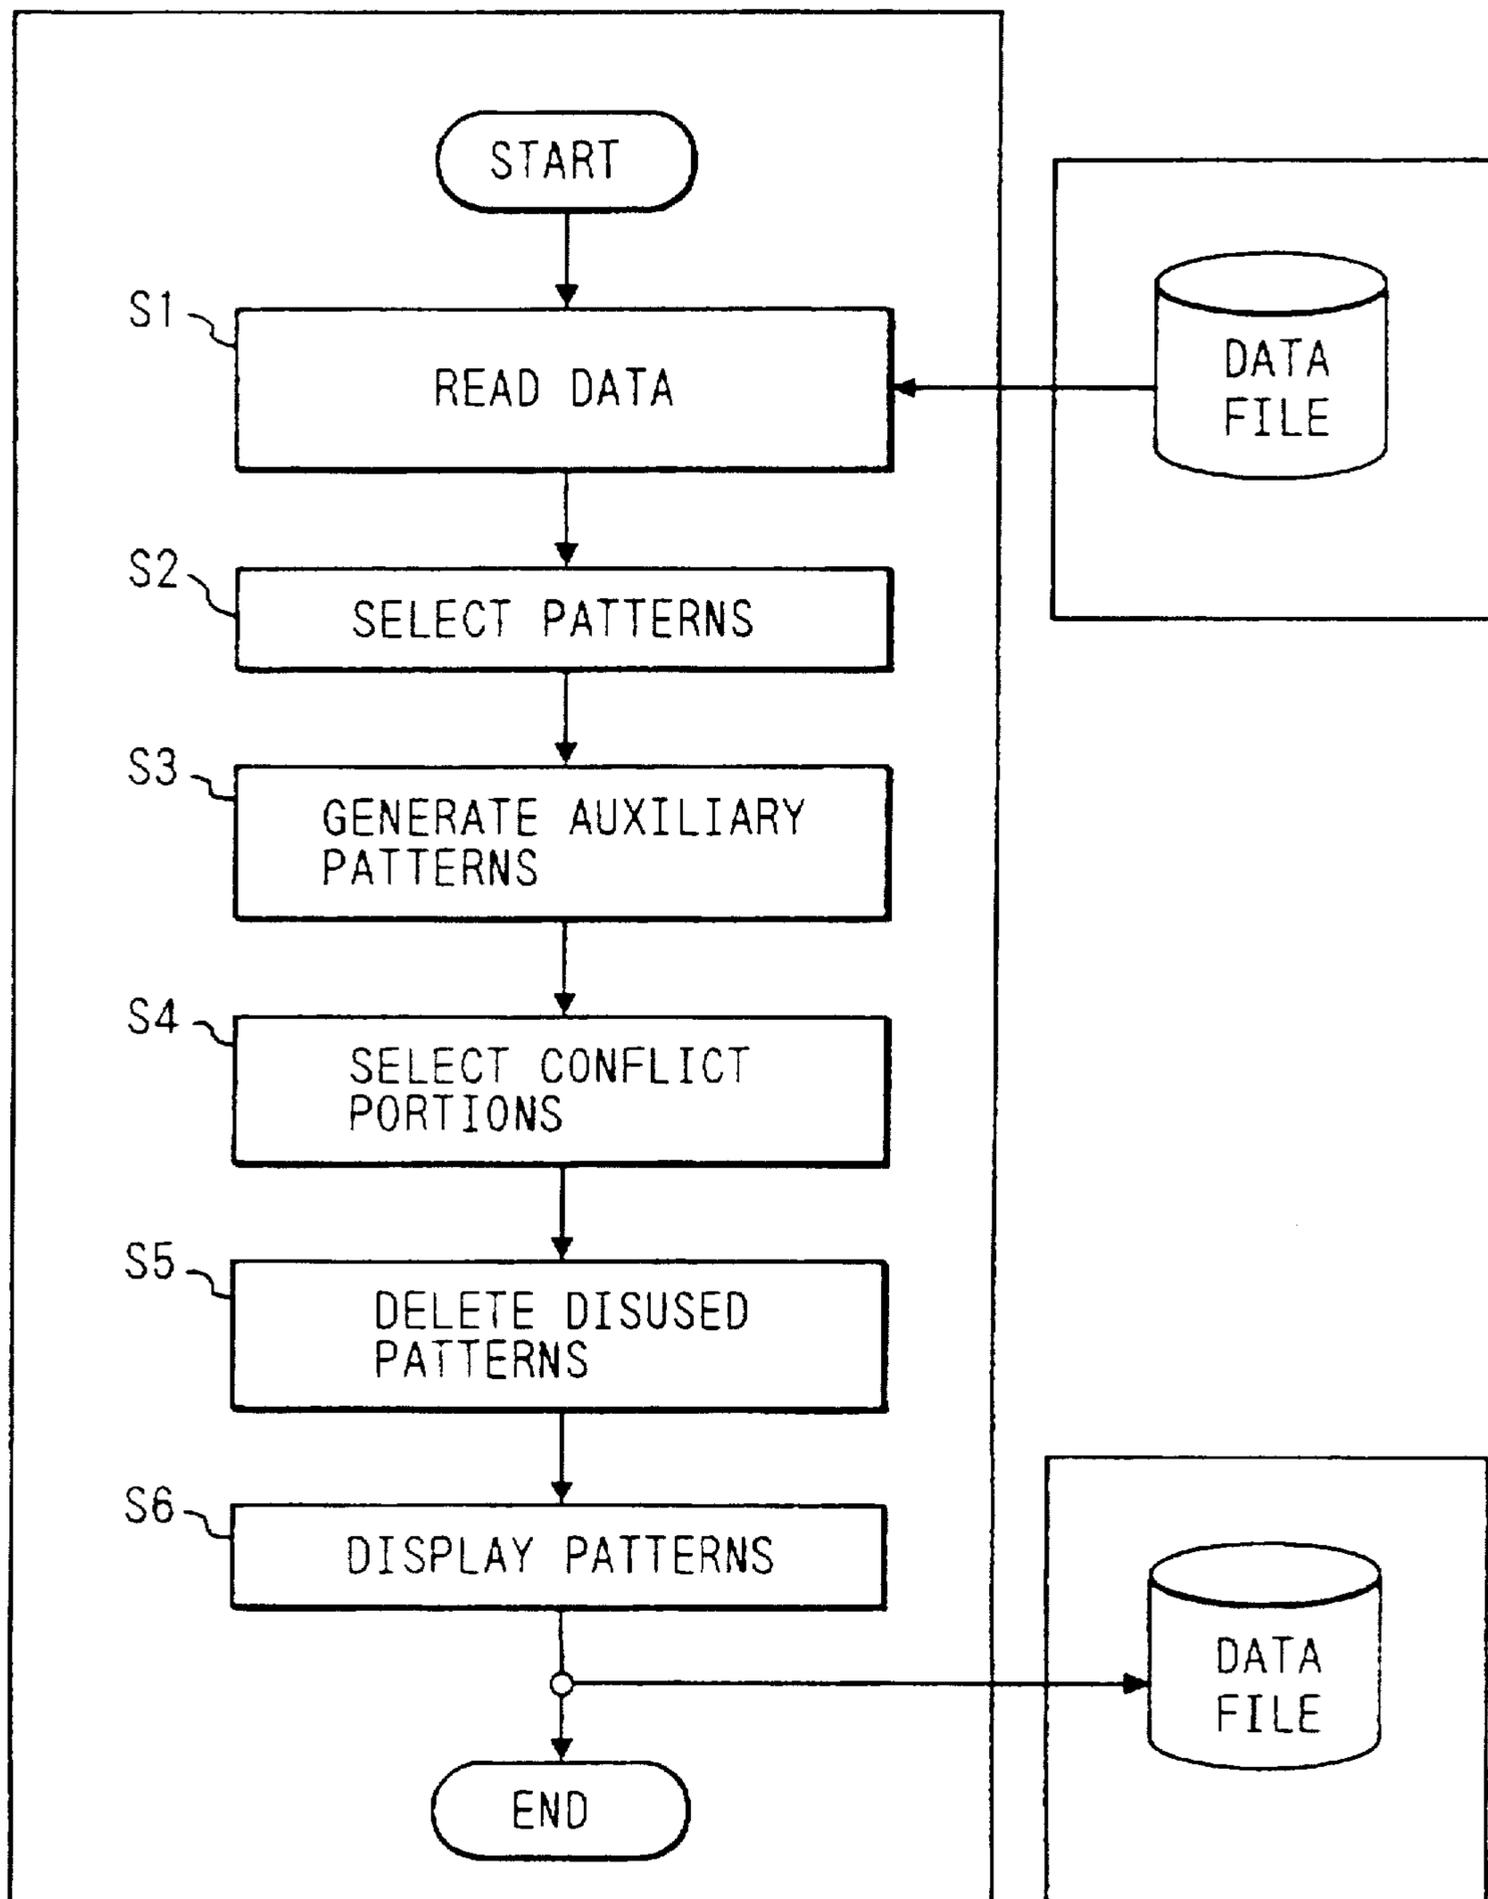 START
S1
READ DATA
DATA
FILE
S2
SELECT PATTERNS
S3
GENERATE AUXILIARY
PATTERNS
S4
SELECT CONFLICT
PORTIONS
S5
DELETE DISUSED
PATTERNS
S6
DISPLAY PATTERNS
DATA
FILE
END